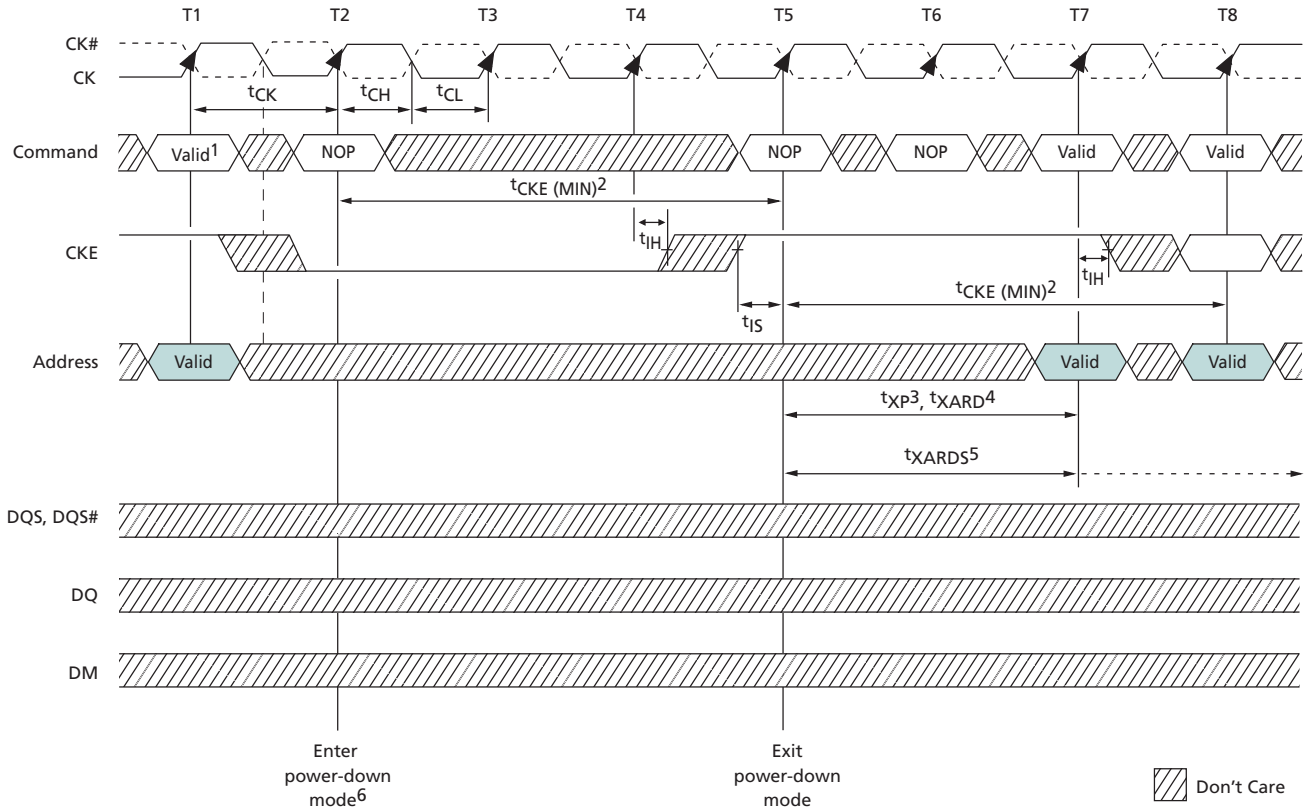 T1 T2 T3 T4 T5 T6 T7 T8
CK#
CK
tCK tCH tCL
Command Valid1 NOP NOP NOP Valid Valid
tCKE (MIN)2
CKE tIH tIH
tCKE (MIN)2
tIS
Address Valid Valid Valid
tXP3, tXARD4
tXARDS5
DQS, DQS#
DQ
DM
Enter
power-down
mode6
Exit
power-down
mode
Don't Care